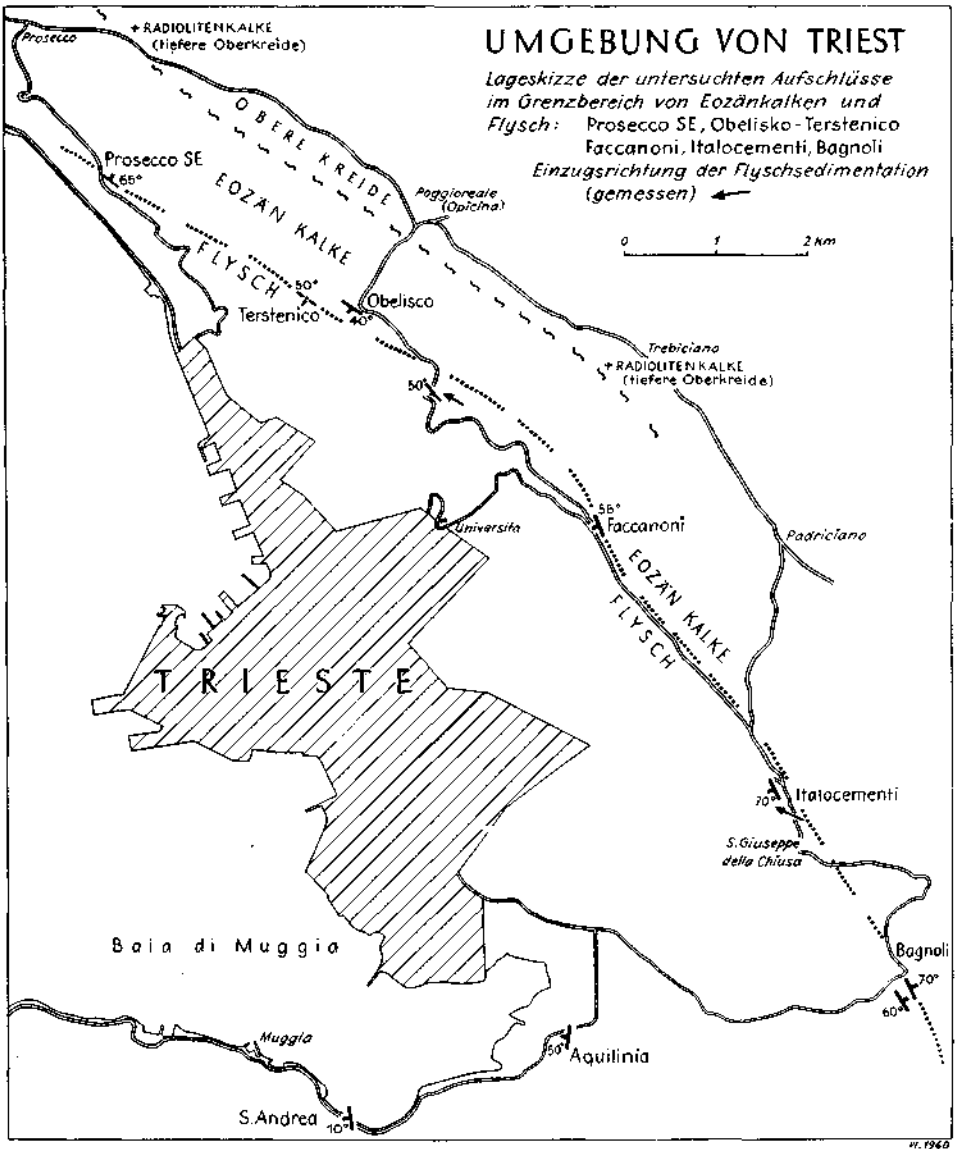 UMGEBUNG VON TRIEST
Lageskizze der untersuchten Aufschlüsse
im Grenzbereich von Eozänkalken und
Flysch: Prosecco SE, Obelisko-Terstenico
Faccanoni, Italocementi, Bagnoli
Einzugsrichtung der Flyschsedimentation
(gemessen)
0 1 2 Km
Prosecco
+ RADIOLITENKALKE
(tiefere Oberkreide)
OBERE KREIDE
Prosecco SE
65°
EOZÄN KALKE
Poggioreale
(Opicina)
FLYSCH
50°
Terstenico
Obelisco
40°
Trebiciano
+ RADIOLITENKALKE
(tiefere Oberkreide)
50°
55°
Faccanoni
Università
Padriciano
EOZÄN KALKE
FLYSCH
TRIESTE
70°
Italocementi
S. Giuseppe
della Chiusa
Baia di Muggia
Bagnoli
70°
60°
Muggia
50°
Aquilinia
S. Andrea
10°
VI. 1960